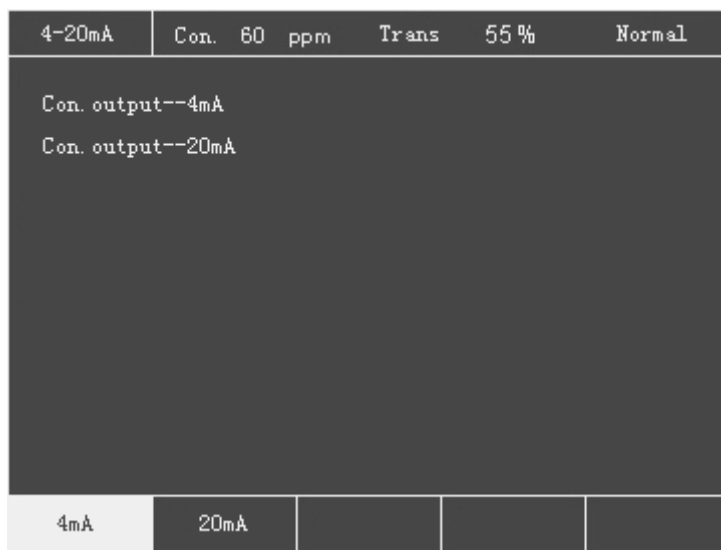 4-20mA Con. 60 ppm Trans 55% Normal
Con. output--4mA
Con. output--20mA
4mA 20mA